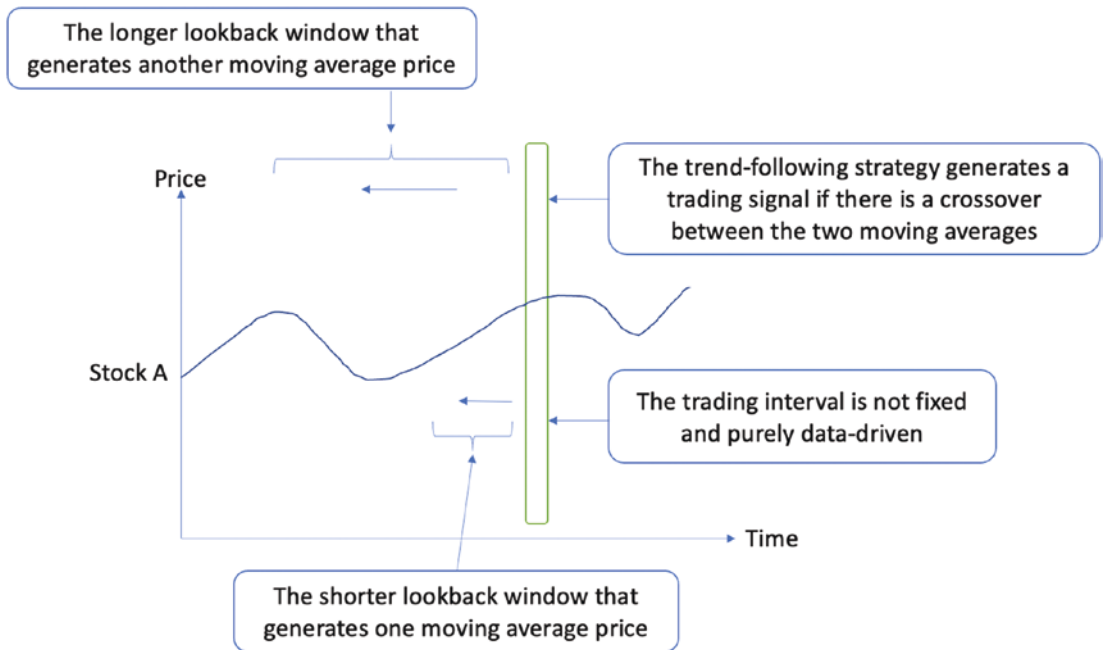 The longer lookback window that
generates another moving average price
Price
The trend-following strategy generates a
trading signal if there is a crossover
between the two moving averages
Stock A
The trading interval is not fixed
and purely data-driven
Time
The shorter lookback window that
generates one moving average price